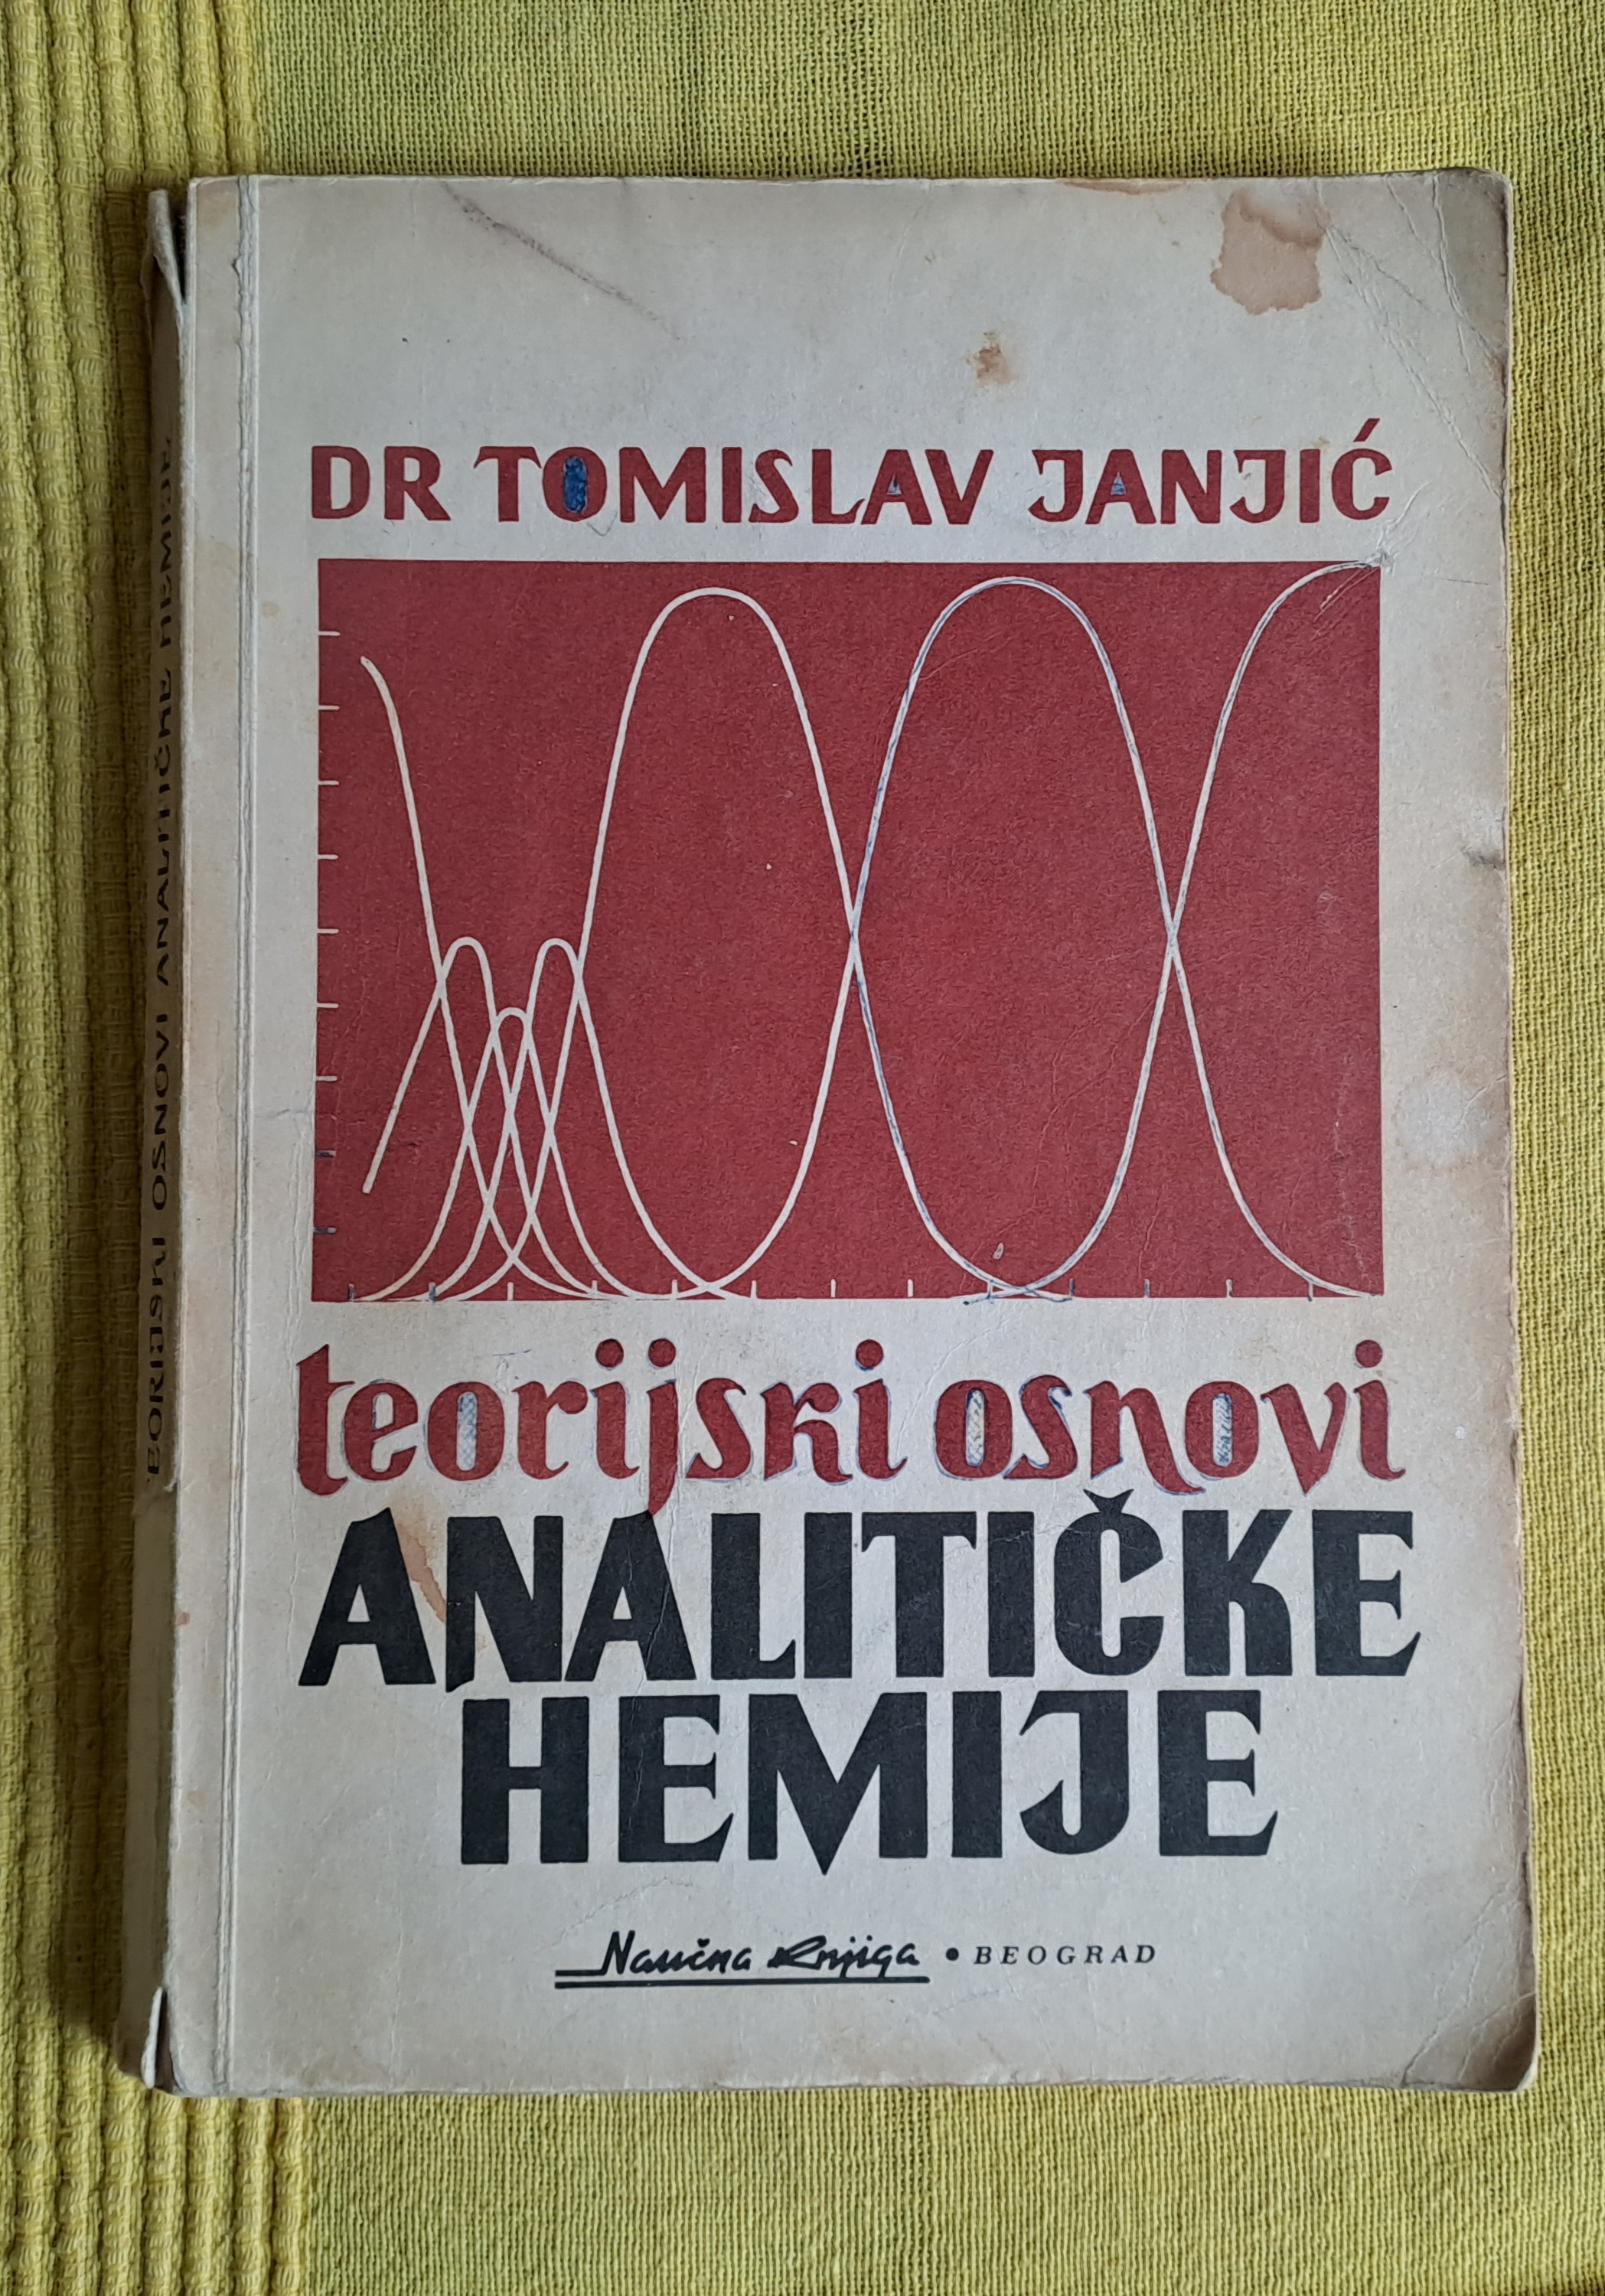 DR TOMISLAV JANJIĆ
teorijski osnovi
ANALITIČKE
HEMIJE
Naučna knjiga • BEOGRAD
TEORIJSKI OSNOVI ANALITIČKE HEMIJE